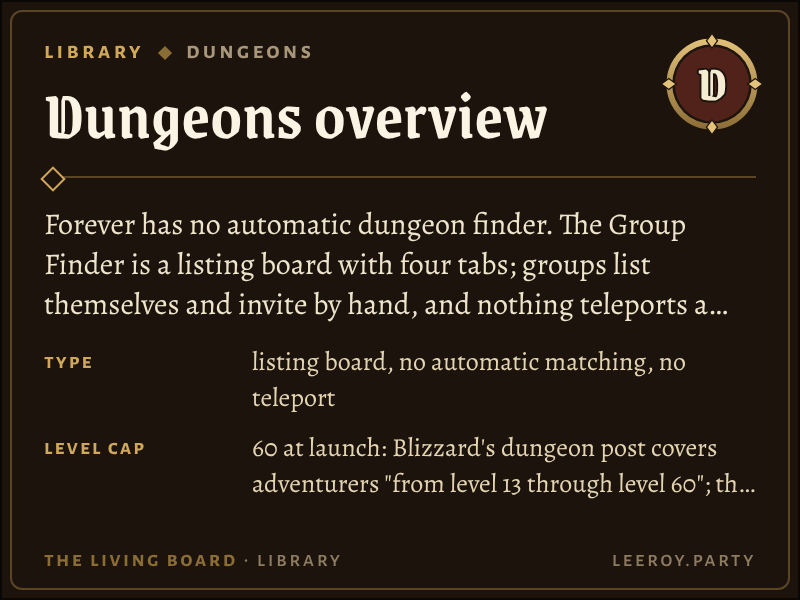 LIBRARY ◆ DUNGEONS
D
Dungeons overview
Forever has no automatic dungeon finder. The Group
Finder is a listing board with four tabs; groups list
themselves and invite by hand, and nothing teleports a...
TYPE
listing board, no automatic matching, no
teleport
LEVEL CAP
60 at launch: Blizzard's dungeon post covers
adventurers "from level 13 through level 60"; th...
THE LIVING BOARD · LIBRARY
LEEROY.PARTY